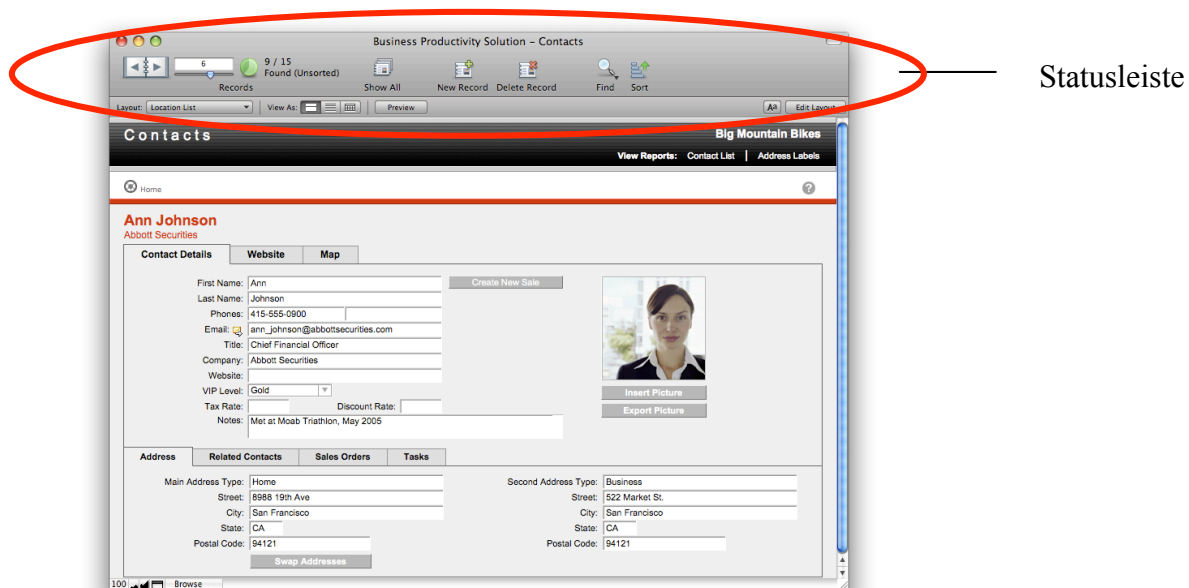 Business Productivity Solution – Contacts
6
9 / 15
Found (Unsorted)
Records
Show All
New Record
Delete Record
Find
Sort
Statusleiste
Layout: Location List
View As:
Preview
Aa
Edit Layout
Contacts
Big Mountain Bikes
View Reports: Contact List | Address Labels
Home
?
Ann Johnson
Abbott Securities
Contact Details
Website
Map
First Name: Ann
Create New Sale
Last Name: Johnson
Phones: 415-555-0900
Email: ann_johnson@abbottsecurities.com
Title: Chief Financial Officer
Company: Abbott Securities
Website:
VIP Level: Gold
Insert Picture
Tax Rate:
Discount Rate:
Export Picture
Notes: Met at Moab Triathlon, May 2005
Address
Related Contacts
Sales Orders
Tasks
Main Address Type: Home
Second Address Type: Business
Street: 8988 19th Ave
Street: 522 Market St.
City: San Francisco
City: San Francisco
State: CA
State: CA
Postal Code: 94121
Postal Code: 94121
Swap Addresses
100
Browse